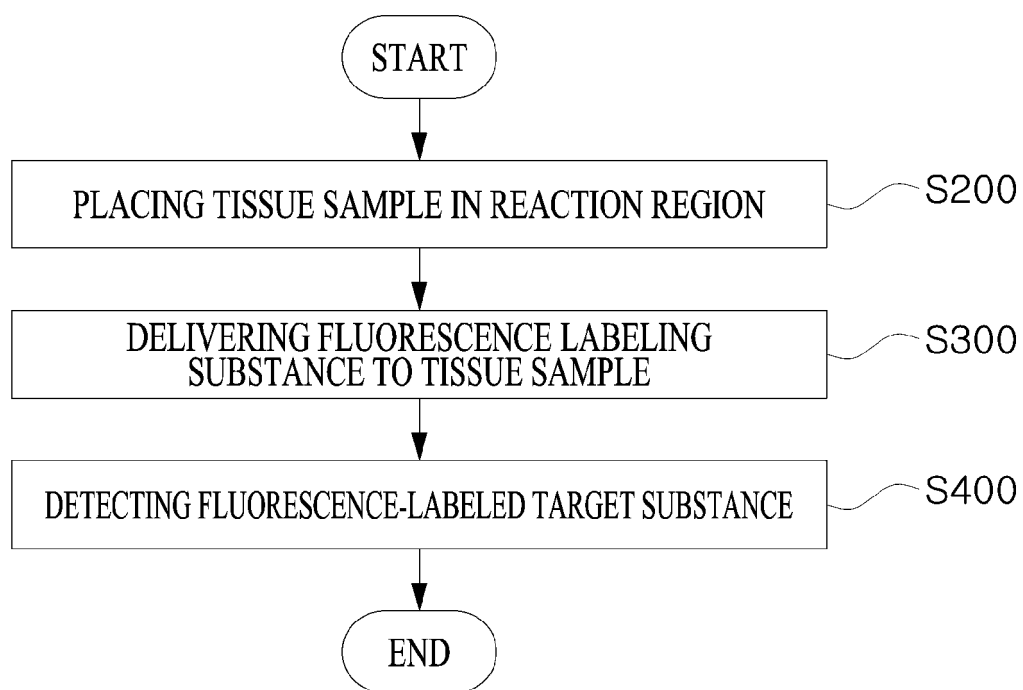 START
PLACING TISSUE SAMPLE IN REACTION REGION
S200
DELIVERING FLUORESCENCE LABELING
SUBSTANCE TO TISSUE SAMPLE
S300
DETECTING FLUORESCENCE-LABELED TARGET SUBSTANCE
S400
END